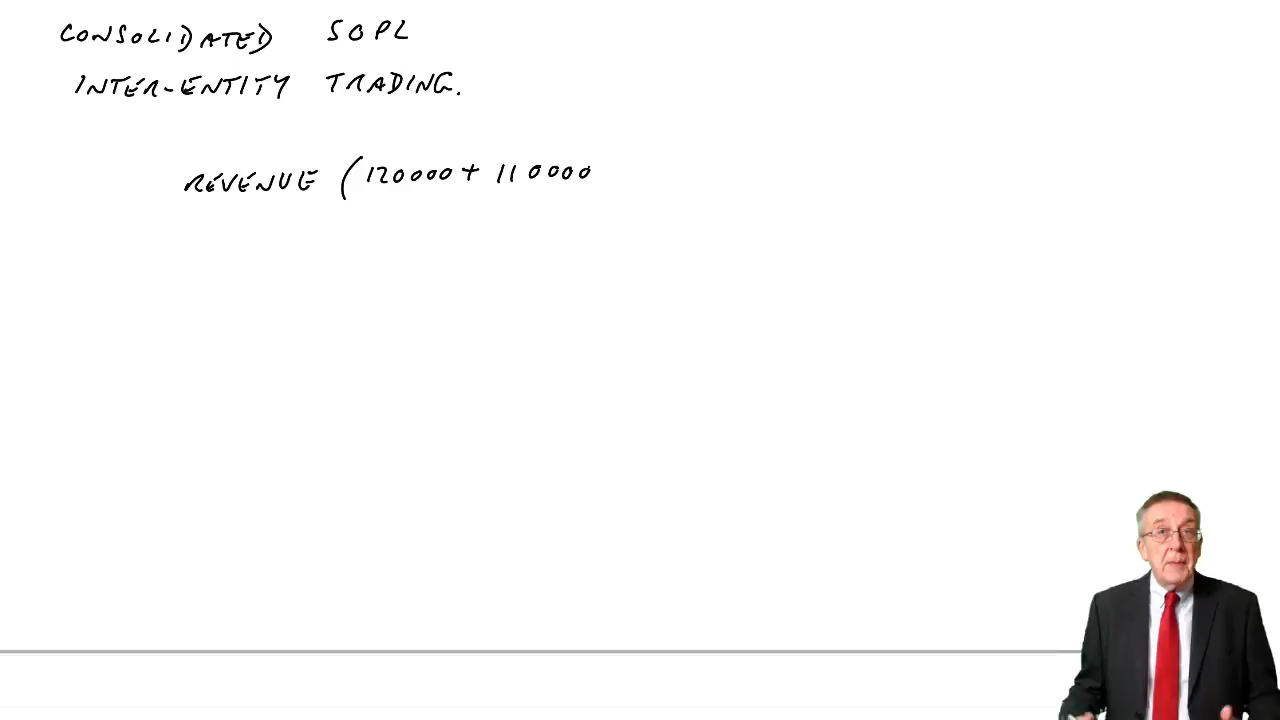 CONSOLIDATED SOPL
INTER-ENTITY TRADING.
REVENUE (120000 + 110000